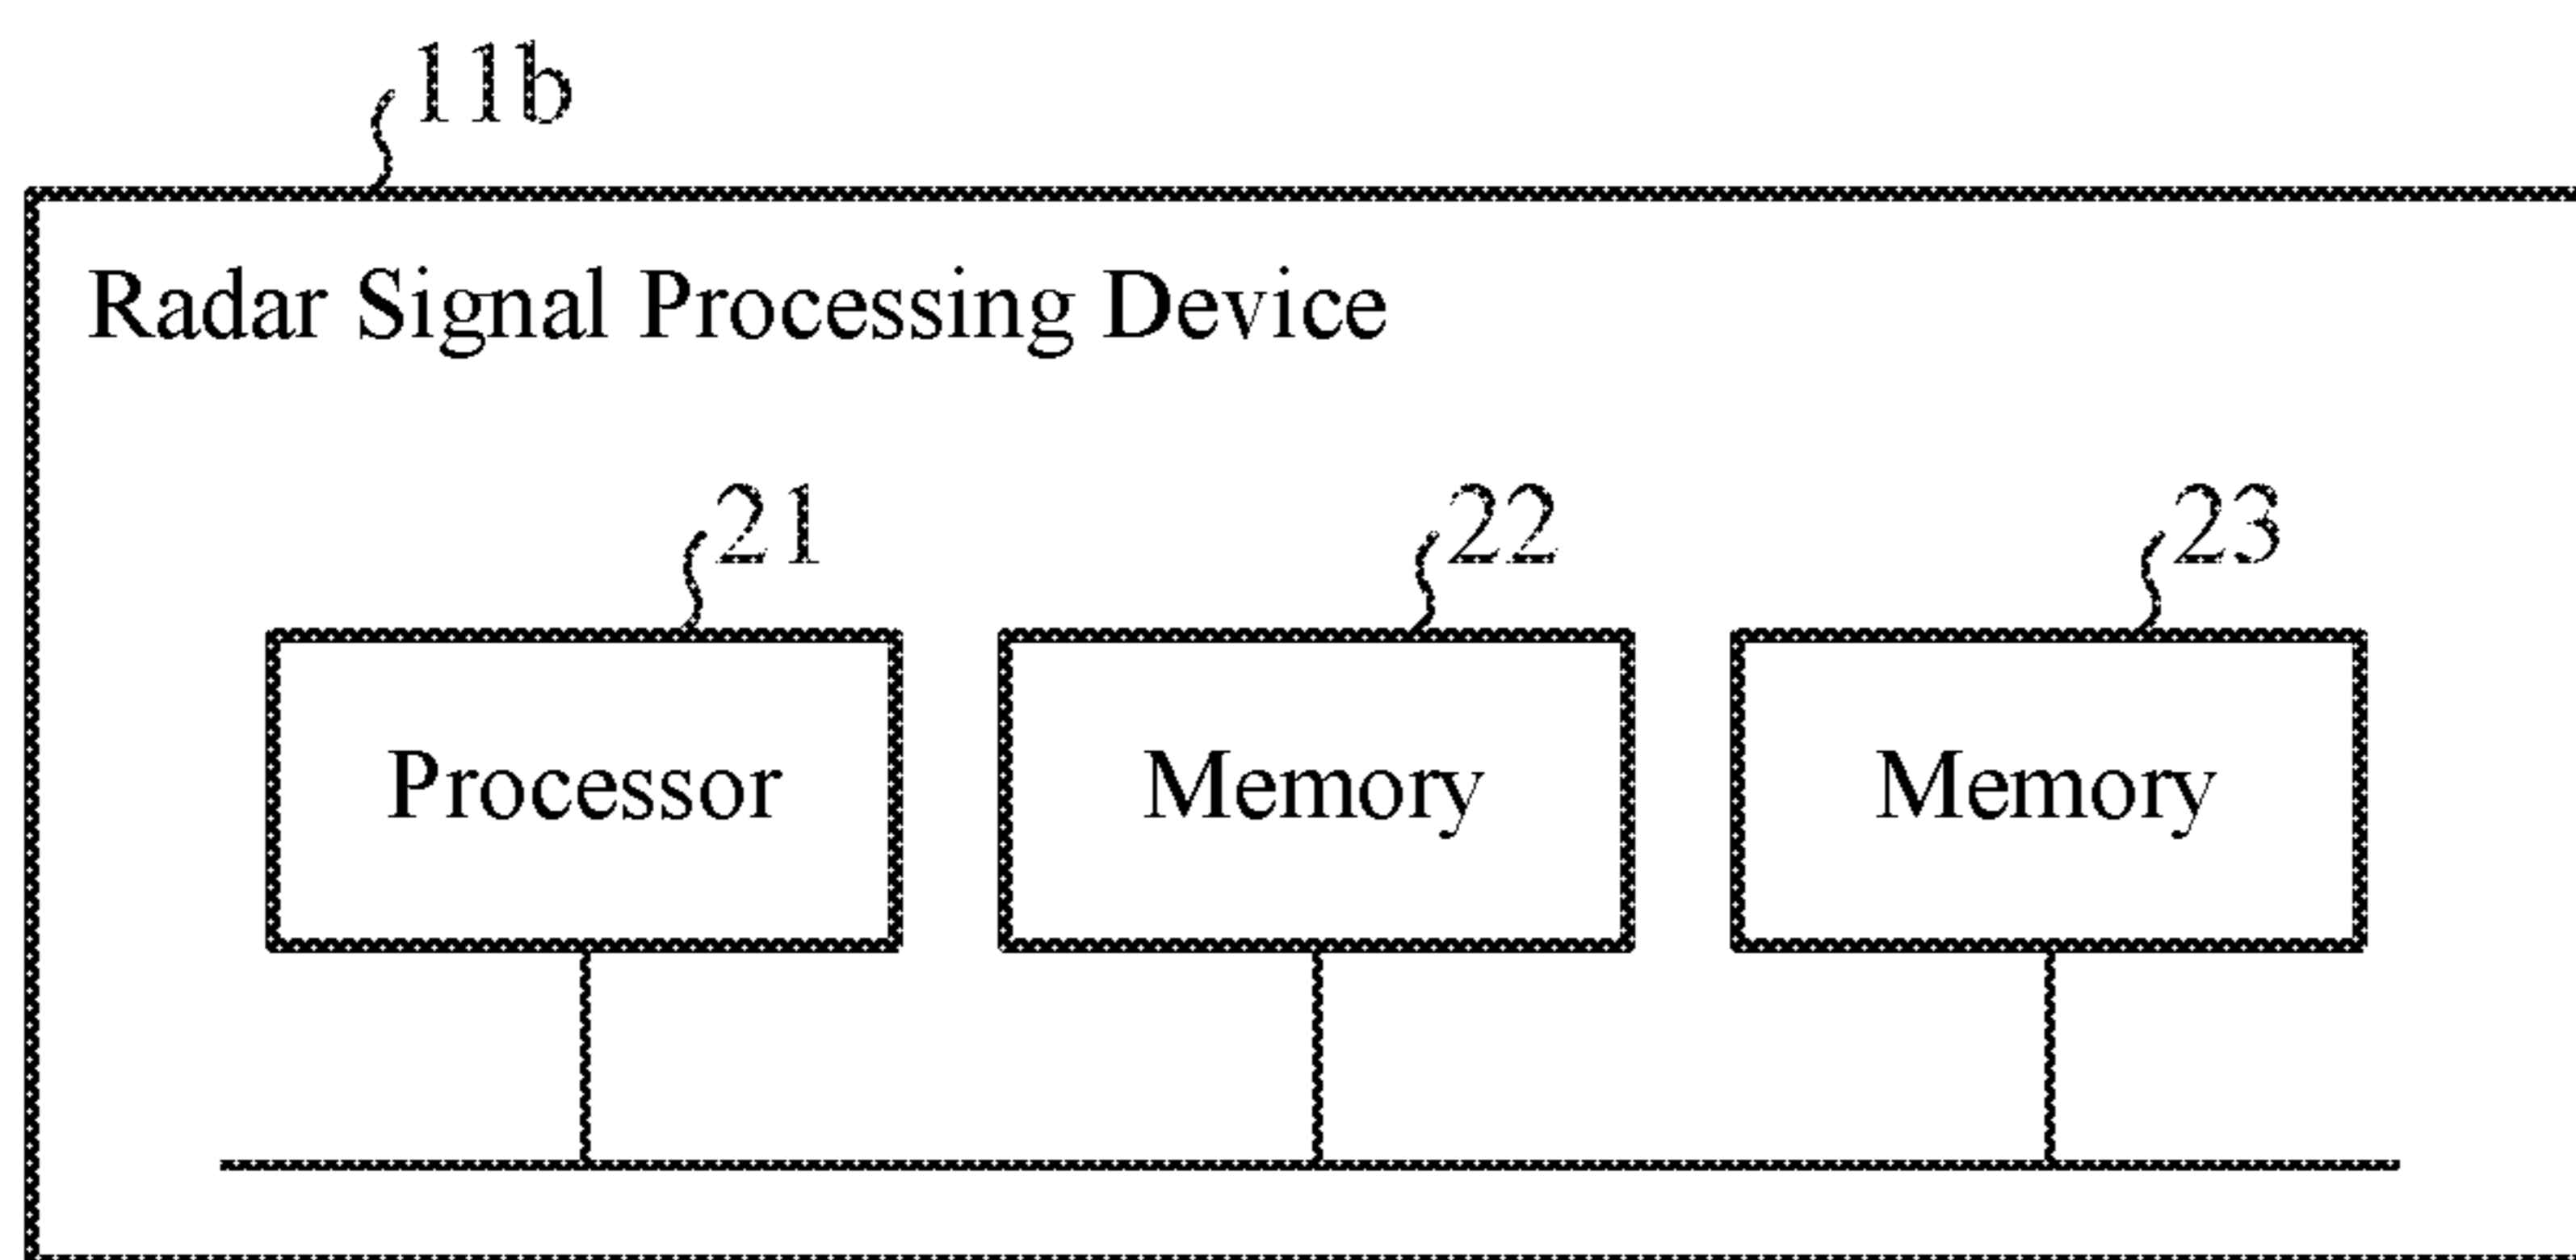 11b
Radar Signal Processing Device
21 22 23
Processor Memory Memory